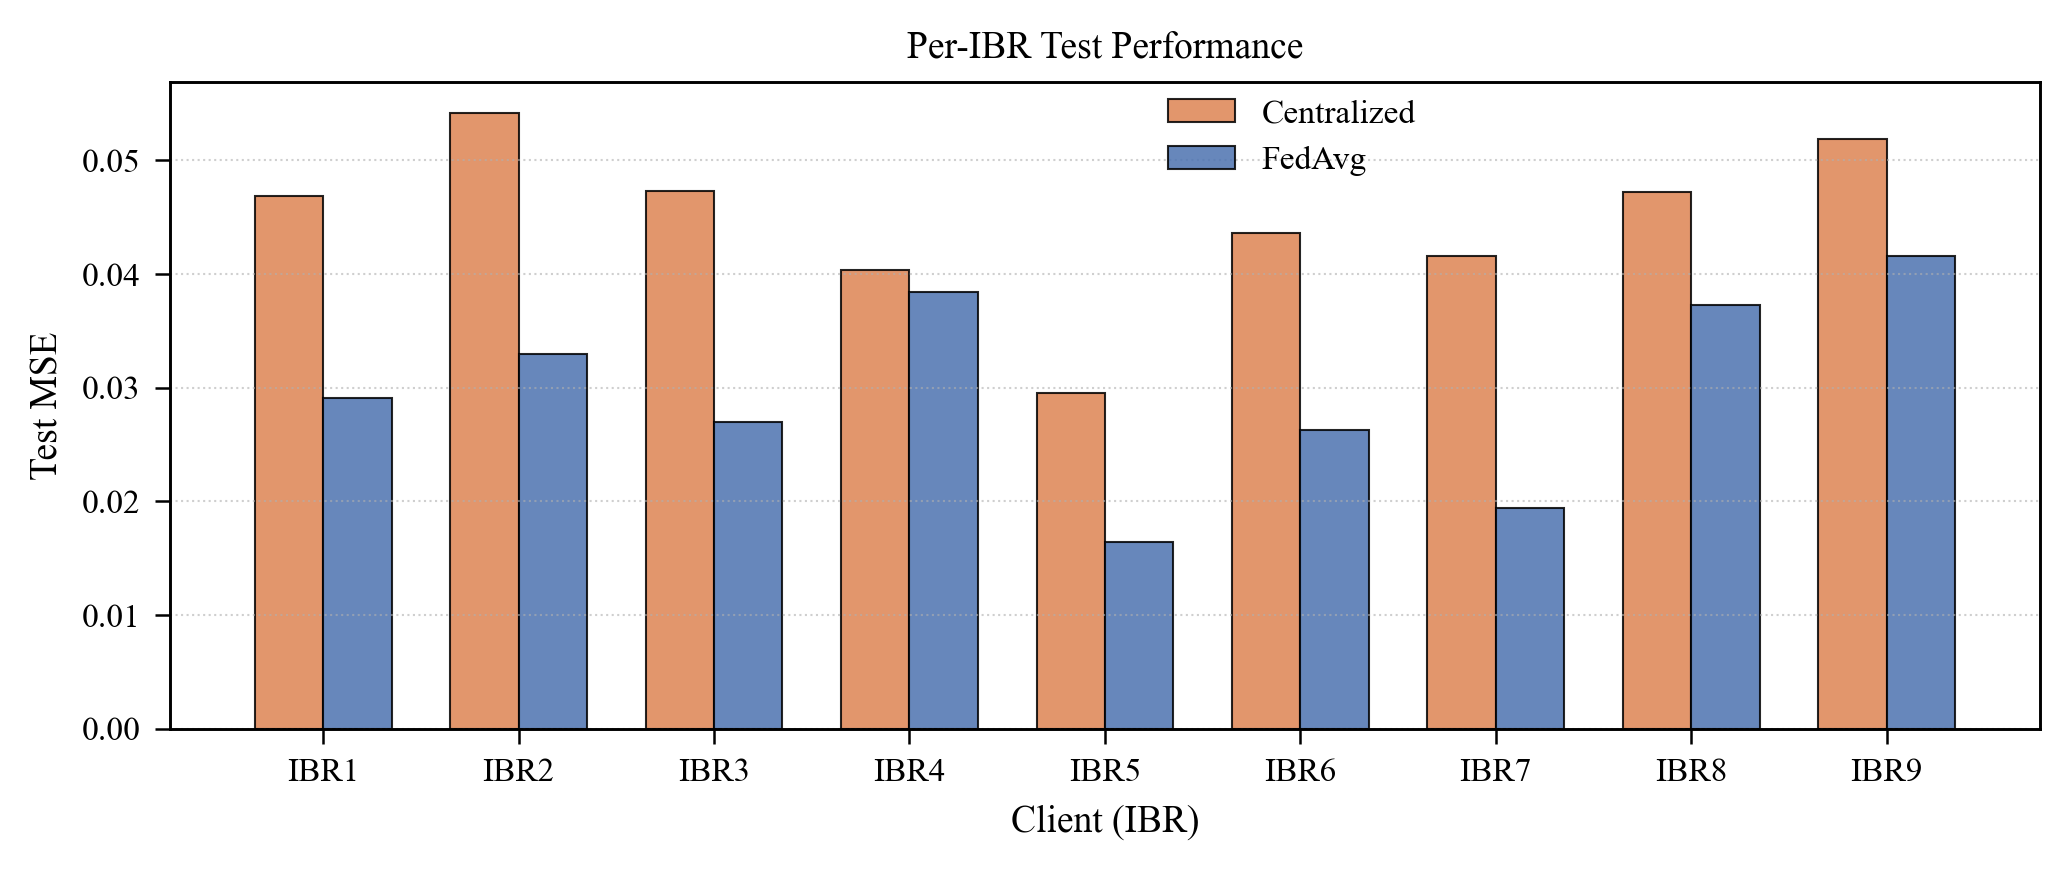 Per-IBR Test Performance
Centralized
FedAvg
0.05
0.04
0.03
0.02
0.01
0.00
Test MSE
IBR1 IBR2 IBR3 IBR4 IBR5 IBR6 IBR7 IBR8 IBR9
Client (IBR)